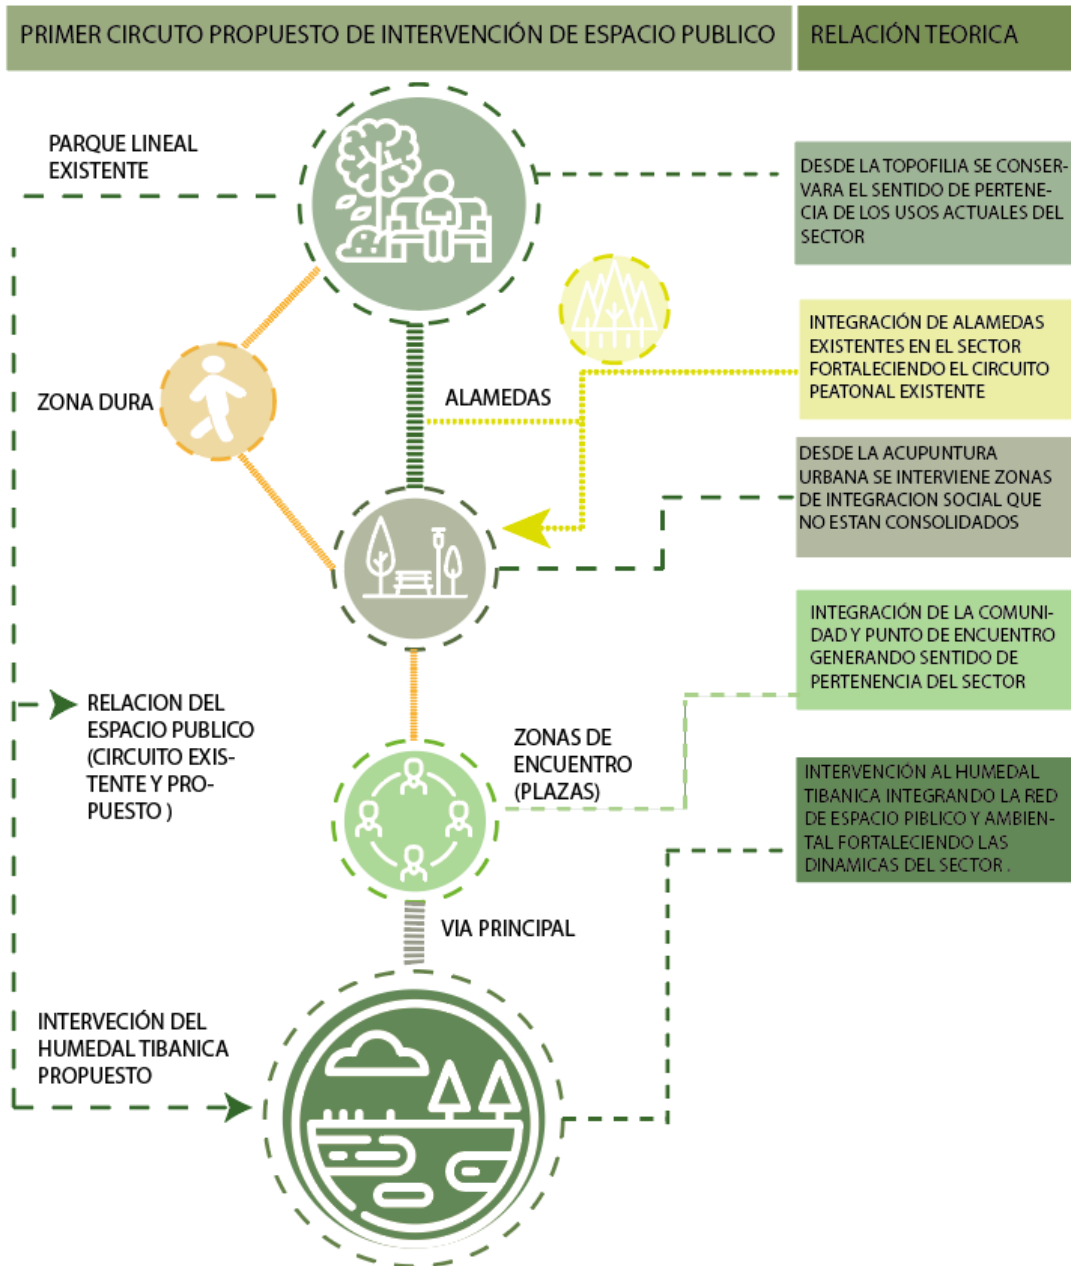 PRIMER CIRCUTO PROPUESTO DE INTERVENCIÓN DE ESPACIO PUBLICO
RELACIÓN TEORICA
PARQUE LINEAL
EXISTENTE
DESDE LA TOPOFILIA SE CONSER-
VARA EL SENTIDO DE PERTENE-
CIA DE LOS USOS ACTUALES DEL
SECTOR
ZONA DURA
ALAMEDAS
INTEGRACIÓN DE ALAMEDAS
EXISTENTES EN EL SECTOR
FORTALECIENDO EL CIRCUITO
PEATONAL EXISTENTE
DESDE LA ACUPUNTURA
URBANA SE INTERVIENE ZONAS
DE INTEGRACION SOCIAL QUE
NO ESTAN CONSOLIDADOS
INTEGRACIÓN DE LA COMUNI-
DAD Y PUNTO DE ENCUENTRO
GENERANDO SENTIDO DE
PERTENENCIA DEL SECTOR
RELACION DEL
ESPACIO PUBLICO
(CIRCUITO EXIS-
TENTE Y PRO-
PUESTO )
ZONAS DE
ENCUENTRO
(PLAZAS)
INTERVENCIÓN AL HUMEDAL
TIBANICA INTEGRANDO LA RED
DE ESPACIO PIBLICO Y AMBIEN-
TAL FORTALECIENDO LAS
DINAMICAS DEL SECTOR .
VIA PRINCIPAL
INTERVECIÓN DEL
HUMEDAL TIBANICA
PROPUESTO